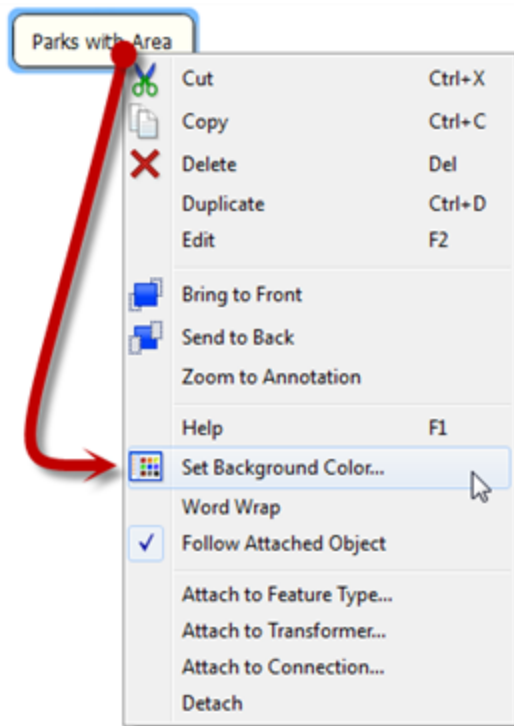 Parks with Area
Cut Ctrl+X
Copy Ctrl+C
Delete Del
Duplicate Ctrl+D
Edit F2
Bring to Front
Send to Back
Zoom to Annotation
Help F1
Set Background Color...
Word Wrap
Follow Attached Object
Attach to Feature Type...
Attach to Transformer...
Attach to Connection...
Detach